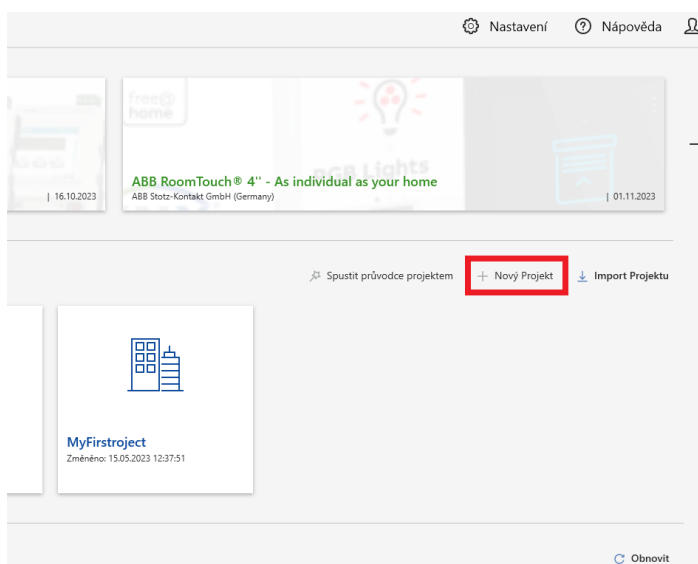 Nastavení
Nápověda
free@
home
RGB Lights
ABB RoomTouch® 4'' - As individual as your home
| 16.10.2023
ABB Stotz-Kontakt GmbH (Germany)
| 01.11.2023
Spustit průvodce projektem
Nový Projekt
Import Projektu
MyFirstroject
Změněno: 15.05.2023 12:37:51
Obnovit